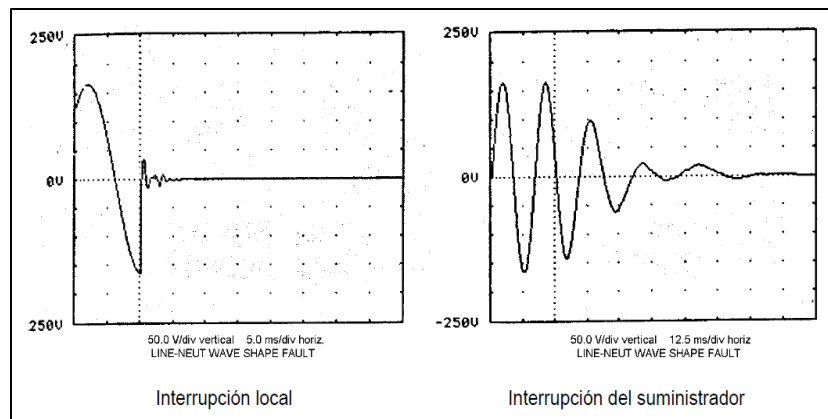 250V
0V
250V
50.0 V/div vertical 5.0 ms/div horiz.
LINE-NEUT WAVE SHAPE FAULT
Interrupción local
250V
0V
-250V
50.0 V/div vertical 12.5 ms/div horiz
LINE-NEUT WAVE SHAPE FAULT
Interrupción del suministrador